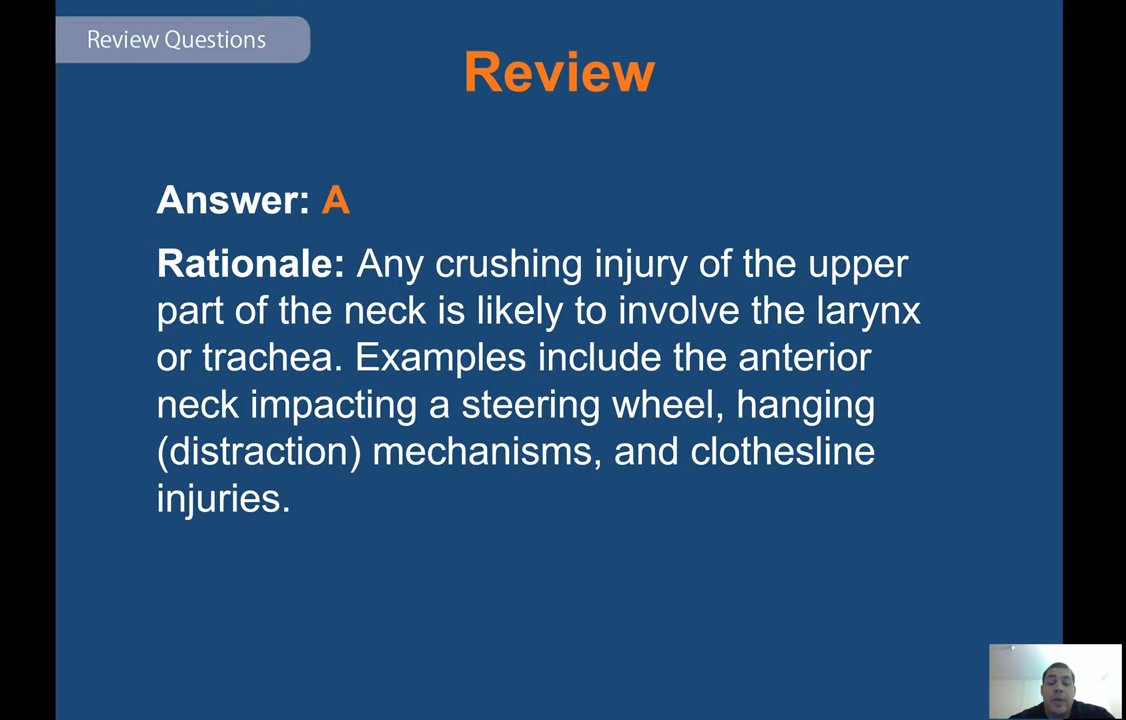 Review Questions
Review
Answer: A
Rationale: Any crushing injury of the upper
part of the neck is likely to involve the larynx
or trachea. Examples include the anterior
neck impacting a steering wheel, hanging
(distraction) mechanisms, and clothesline
injuries.